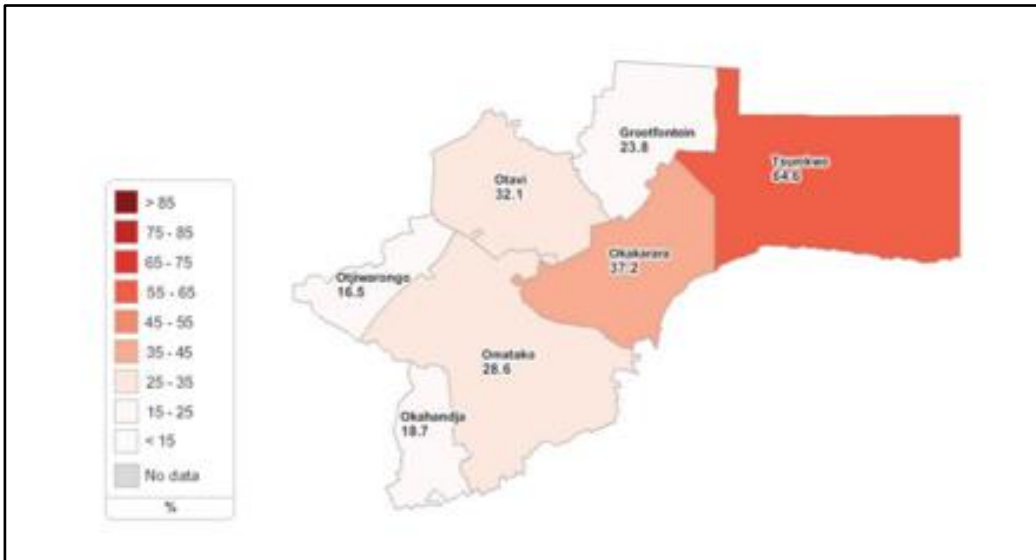 Grootfontein
23.8
Tsumkwe
64.6
Otavi
32.1
Okakarara
37.2
Otjiwarongo
16.5
Omatako
28.6
Okahandja
18.7
> 85
75 - 85
65 - 75
55 - 65
45 - 55
35 - 45
25 - 35
15 - 25
< 15
No data
%